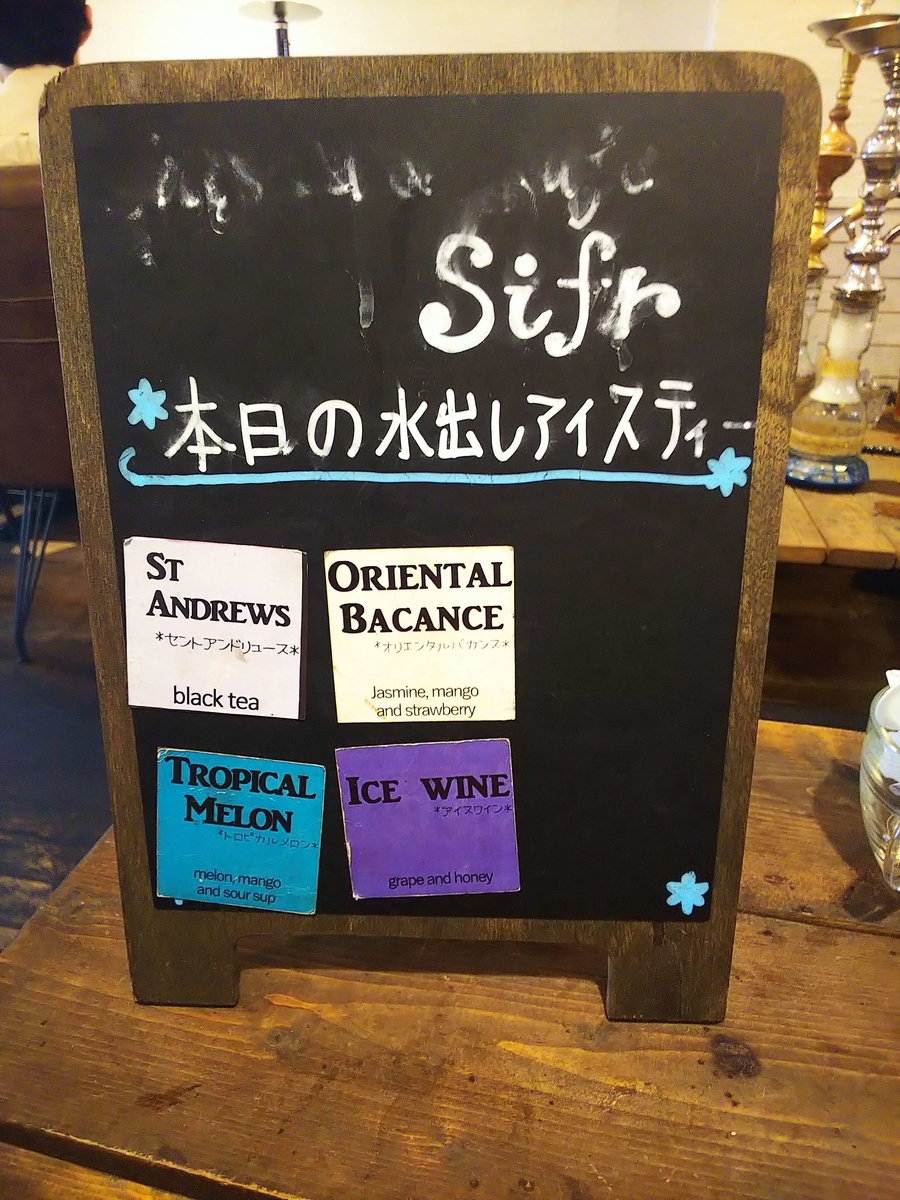 Sifr
本日の水出しアイスティー
ST
ANDREWS
*セントアンドリュース*
black tea
ORIENTAL
BACANCE
*オリエンタルバカンス*
Jasmine, mango
and strawberry
TROPICAL
MELON
*トロピカルメロン*
melon, mango
and sour sup
ICE WINE
*アイスワイン*
grape and honey